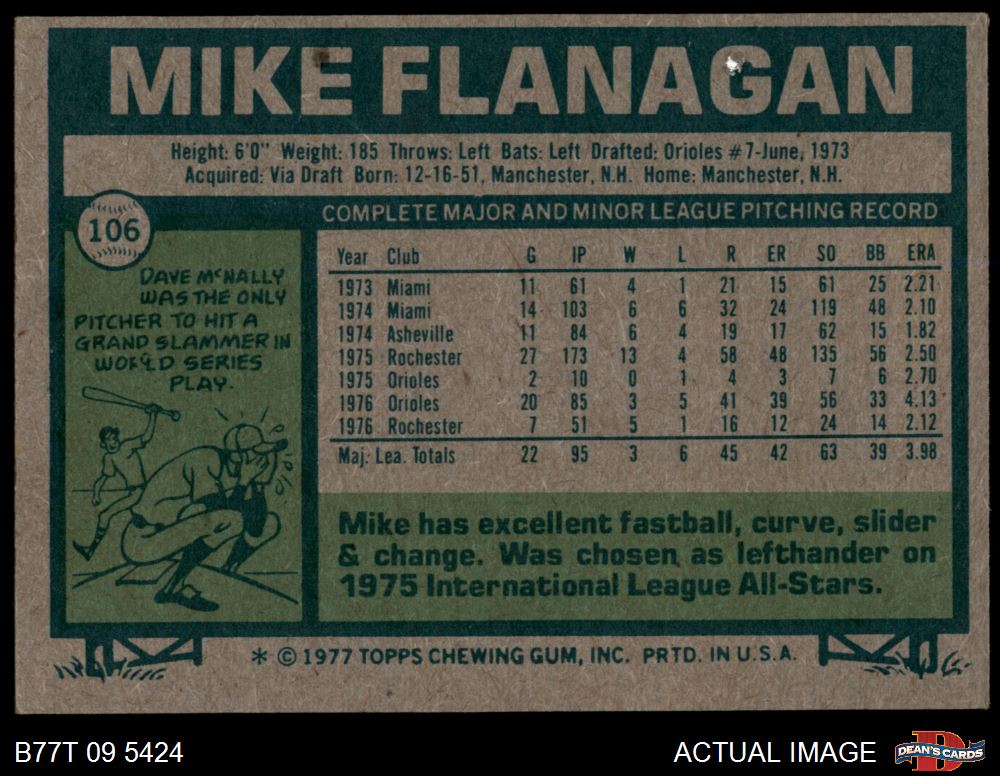 MIKE FLANAGAN
Height: 6'0" Weight: 185 Throws: Left Bats: Left Drafted: Orioles #7-June, 1973
Acquired: Via Draft Born: 12-16-51, Manchester, N.H. Home: Manchester, N.H.
106
DAVE McNALLY
WAS THE ONLY
PITCHER TO HIT A
GRAND SLAMMER IN
WORLD SERIES
PLAY.
COMPLETE MAJOR AND MINOR LEAGUE PITCHING RECORD
Year Club G IP W L R ER SO BB ERA
1973 Miami 11 61 4 1 21 15 61 25 2.21
1974 Miami 14 103 6 6 32 24 119 48 2.10
1974 Asheville 11 84 6 4 19 17 62 15 1.82
1975 Rochester 27 173 13 4 58 48 135 56 2.50
1975 Orioles 2 10 0 1 4 3 7 6 2.70
1976 Orioles 20 85 3 5 41 39 56 33 4.13
1976 Rochester 7 51 5 1 16 12 24 14 2.12
Maj. Lea. Totals 22 95 3 6 45 42 63 39 3.98
Mike has excellent fastball, curve, slider
& change. Was chosen as lefthander on
1975 International League All-Stars.
* © 1977 TOPPS CHEWING GUM, INC. PRTD. IN U.S.A.
B77T 09 5424
ACTUAL IMAGE
D
DEAN'S CARDS